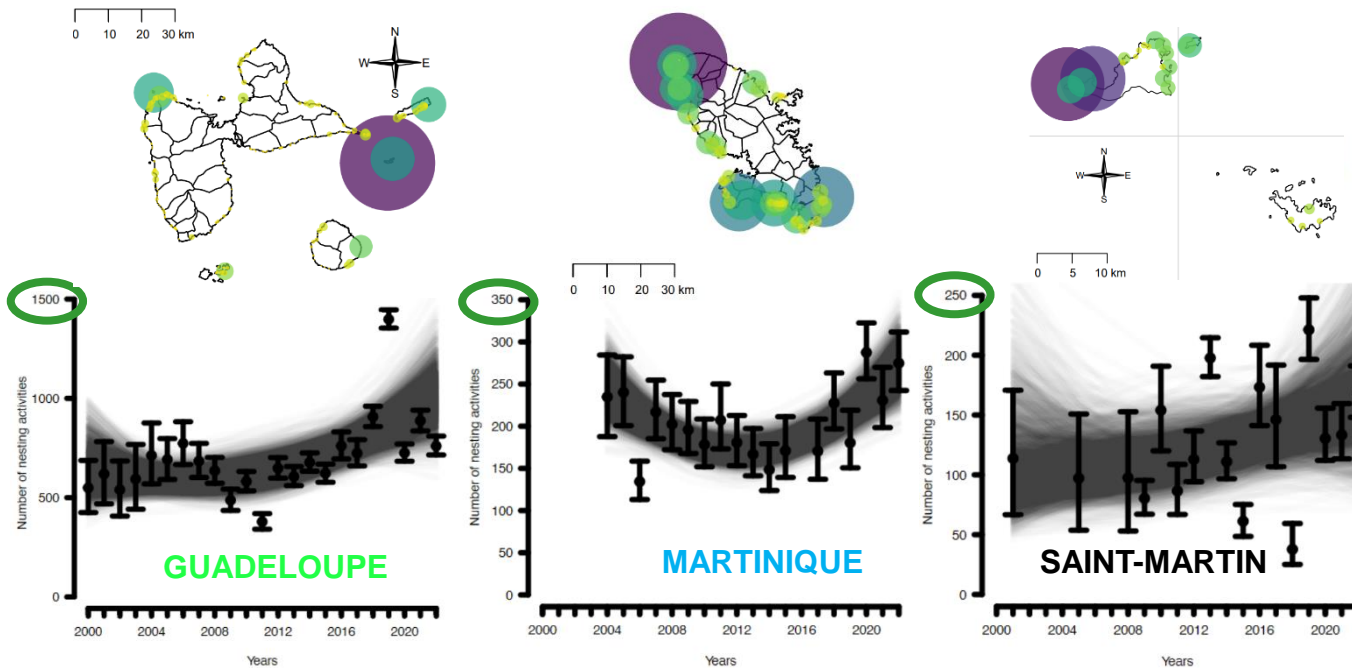 0 10 20 30 km
N
W E
S
0 10 20 30 km
N
W E
S
0 5 10 km
1500
1000
500
0
Number of nesting activities
GUADELOUPE
2000 2004 2008 2012 2016 2020
Years
350
300
250
200
150
100
50
0
Number of nesting activities
MARTINIQUE
2000 2004 2008 2012 2016 2020
Years
250
200
150
100
50
0
Number of nesting activities
SAINT-MARTIN
2000 2004 2008 2012 2016 2020
Years